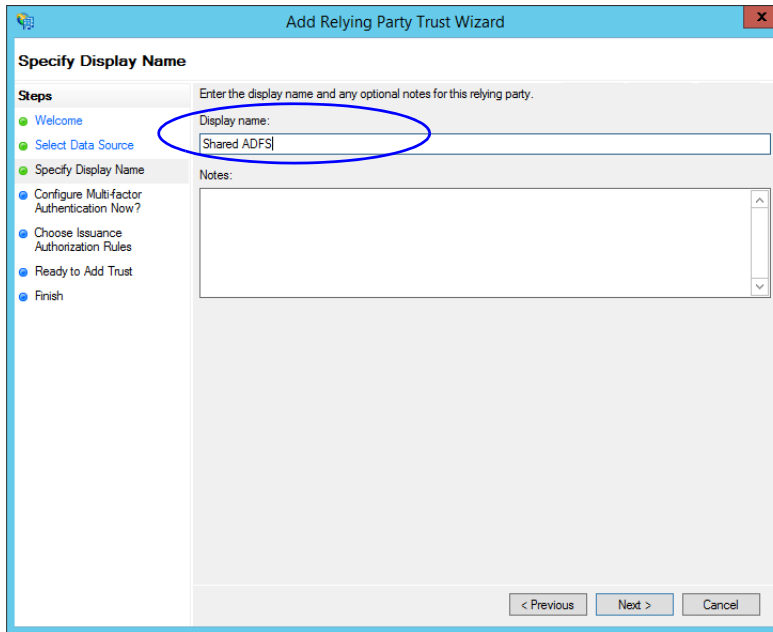 Add Relying Party Trust Wizard
x
Specify Display Name
Steps
Welcome
Select Data Source
Specify Display Name
Configure Multi-factor
Authentication Now?
Choose Issuance
Authorization Rules
Ready to Add Trust
Finish
Enter the display name and any optional notes for this relying party.
Display name:
Shared ADFS
Notes:
< Previous
Next >
Cancel